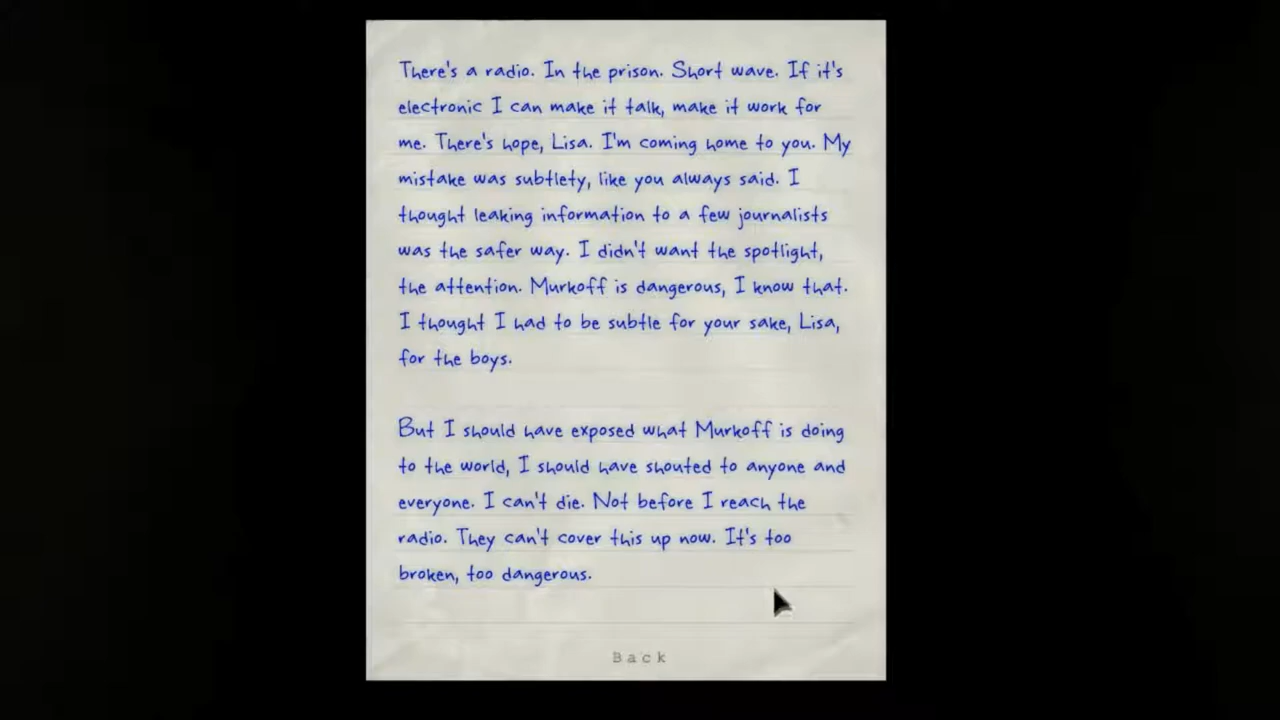 There's a radio. In the prison. Short wave. If it's
electronic I can make it talk, make it work for
me. There's hope, Lisa. I'm coming home to you. My
mistake was subtlety, like you always said. I
thought leaking information to a few journalists
was the safer way. I didn't want the spotlight,
the attention. Murkoff is dangerous, I know that.
I thought I had to be subtle for your sake, Lisa,
for the boys.
But I should have exposed what Murkoff is doing
to the world, I should have shouted to anyone and
everyone. I can't die. Not before I reach the
radio. They can't cover this up now. It's too
broken, too dangerous.
Back